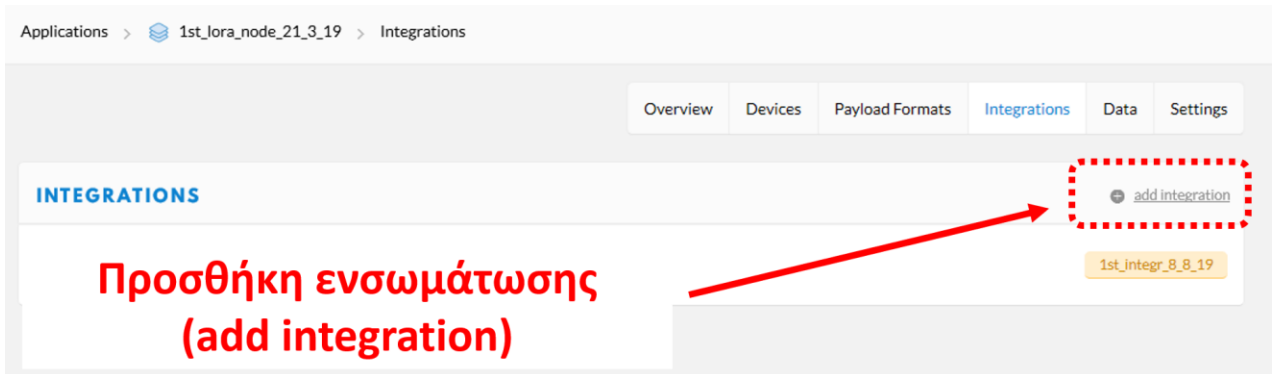 Applications > 1st_lora_node_21_3_19 > Integrations
Overview Devices Payload Formats Integrations Data Settings
INTEGRATIONS
add integration
1st_integr_8_8_19
Προσθήκη ενσωμάτωσης
(add integration)